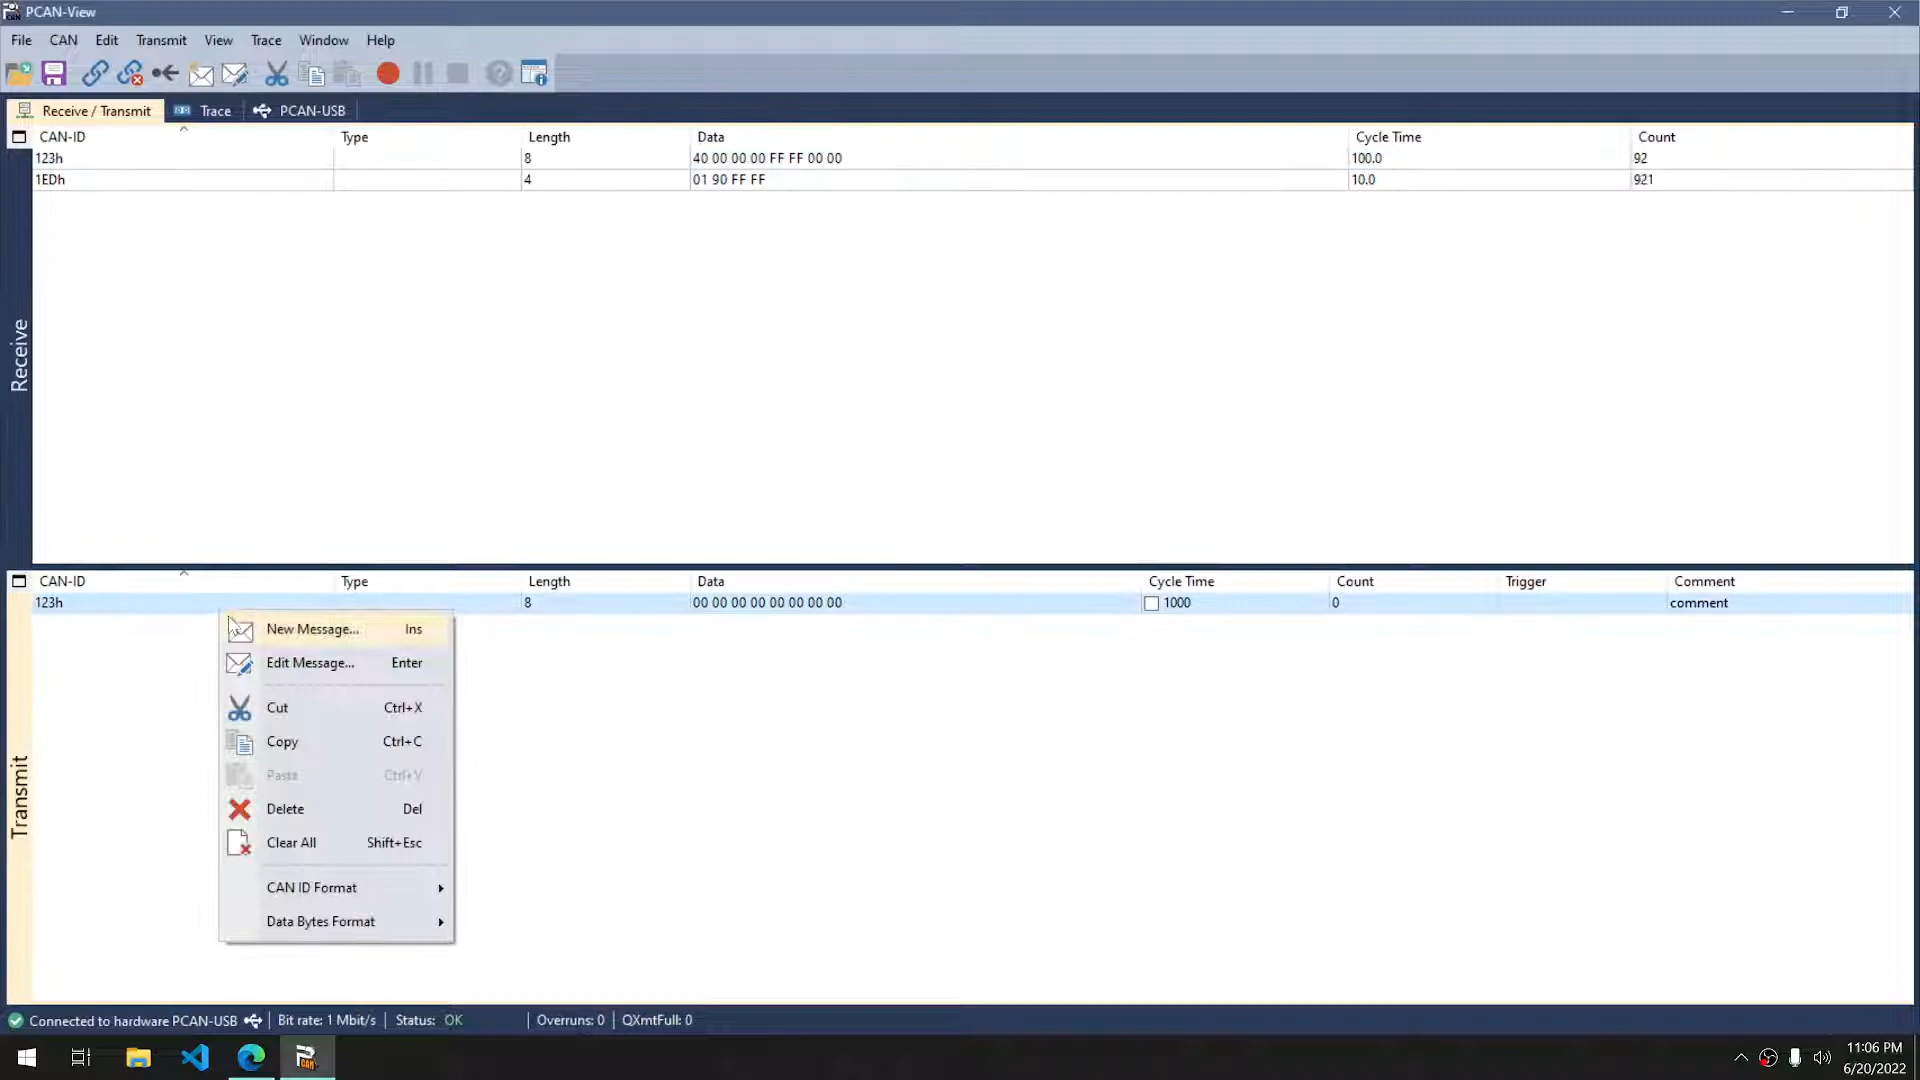 PCAN-View
File CAN Edit Transmit View Trace Window Help
Receive / Transmit Trace PCAN-USB
CAN-ID Type Length Data Cycle Time Count
123h 8 40 00 00 00 FF FF 00 00 100.0 92
1EDh 4 01 90 FF FF 10.0 921
Receive
CAN-ID Type Length Data Cycle Time Count Trigger Comment
123h 8 00 00 00 00 00 00 00 00 1000 0 comment
New Message... Ins
Edit Message... Enter
Cut Ctrl+X
Copy Ctrl+C
Paste Ctrl+V
Delete Del
Clear All Shift+Esc
CAN ID Format
Data Bytes Format
Transmit
Connected to hardware PCAN-USB Bit rate: 1 Mbit/s Status: OK Overruns: 0 QXmtFull: 0
11:06 PM
6/20/2022